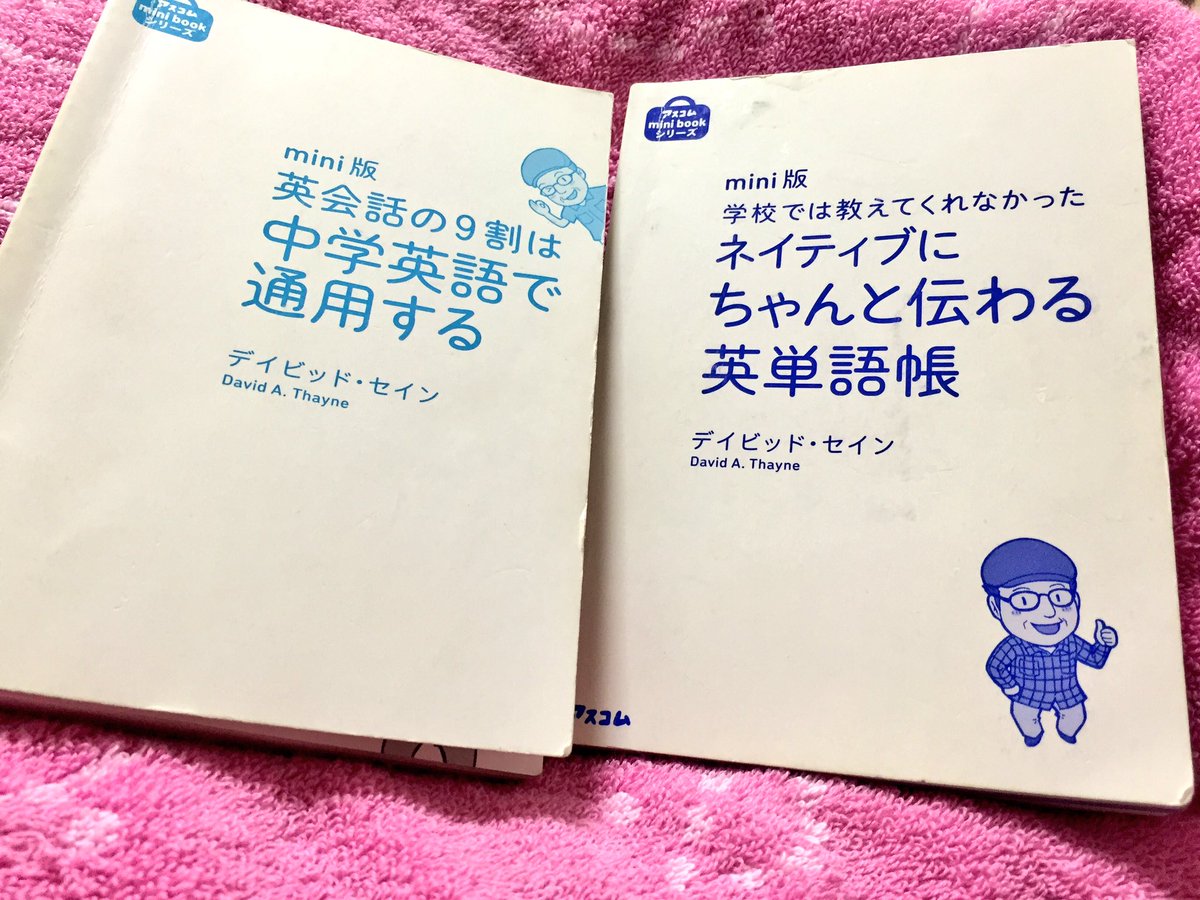 アスコム
mini book
シリーズ
mini版
英会話の9割は
中学英語で
通用する
デイビッド・セイン
David A. Thayne
アスコム
mini book
シリーズ
mini版
学校では教えてくれなかった
ネイティブに
ちゃんと伝わる
英単語帳
デイビッド・セイン
David A. Thayne
アスコム